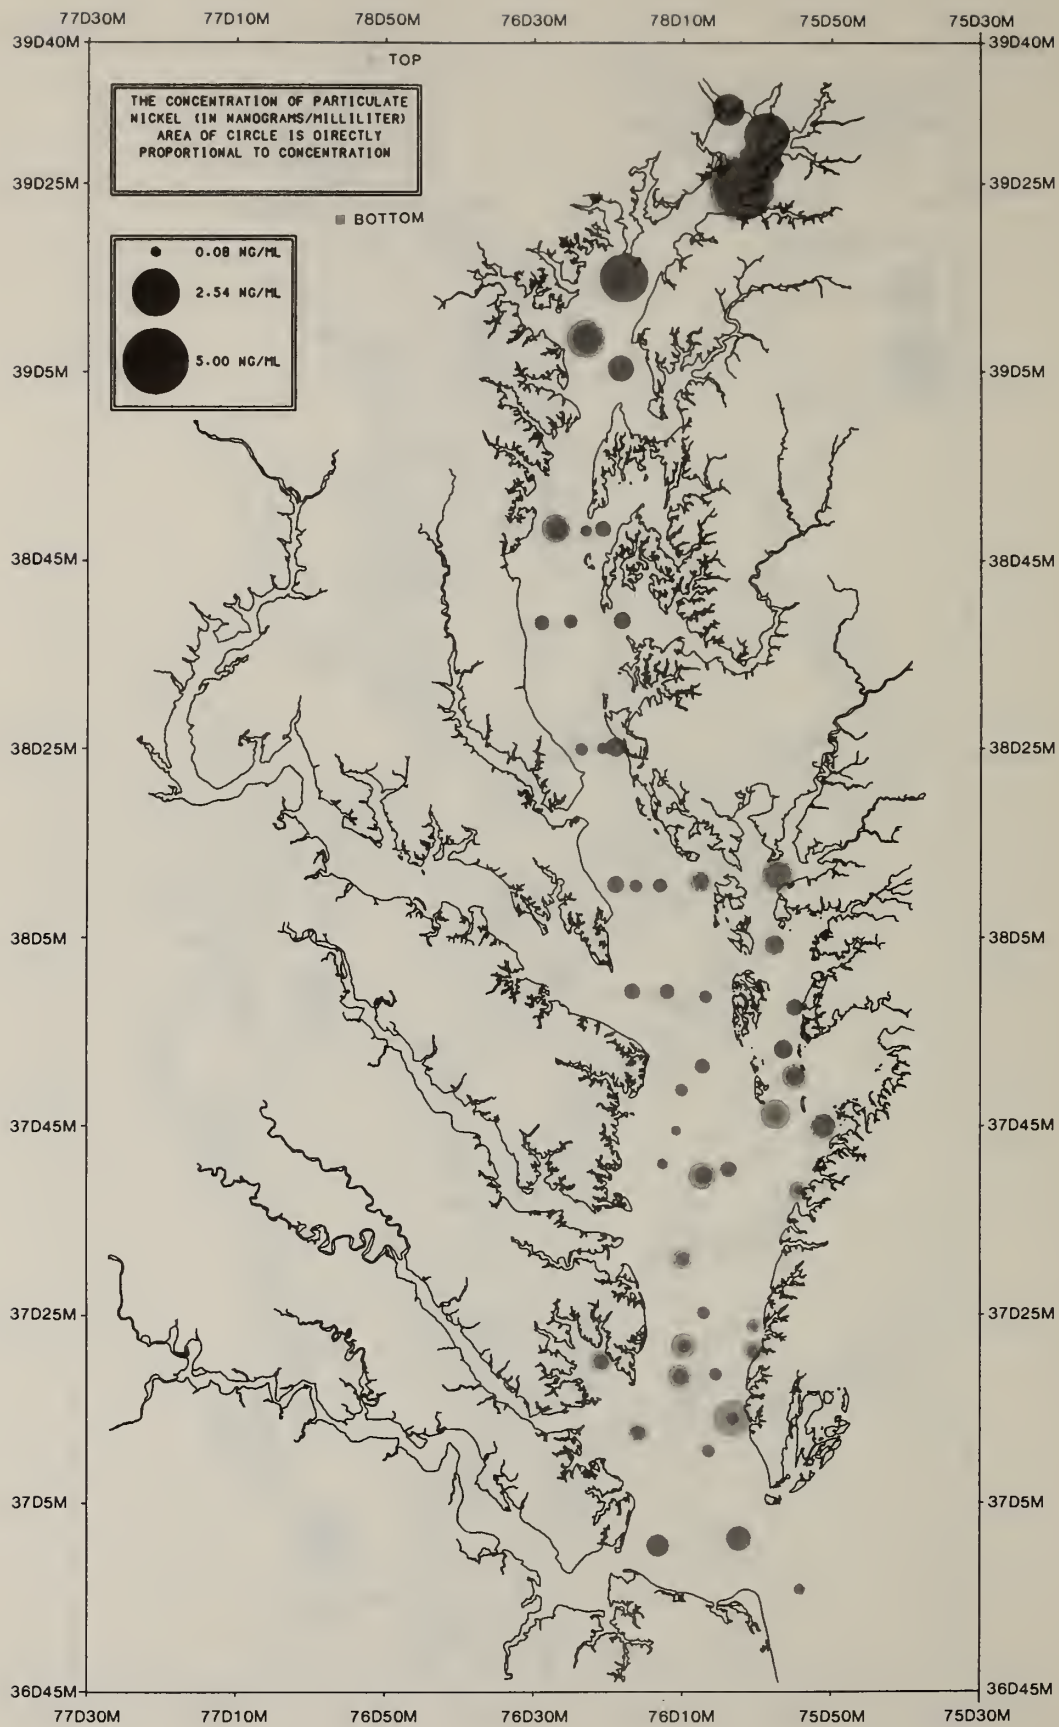 77D30M 77D10M 78D50M 76D30M 78D10M 75D50M 75D30M
39D40M 39D40M
TOP
THE CONCENTRATION OF PARTICULATE
NICKEL (IN NANOGRAMS/MILLILITER)
AREA OF CIRCLE IS DIRECTLY
PROPORTIONAL TO CONCENTRATION
39D25M 39D25M
BOTTOM
0.08 NG/ML
2.54 NG/ML
5.00 NG/ML
39D5M 39D5M
38D45M 38D45M
38D25M 38D25M
38D5M 38D5M
37D45M 37D45M
37D25M 37D25M
37D5M 37D5M
36D45M 36D45M
77D30M 77D10M 76D50M 76D30M 76D10M 75D50M 75D30M